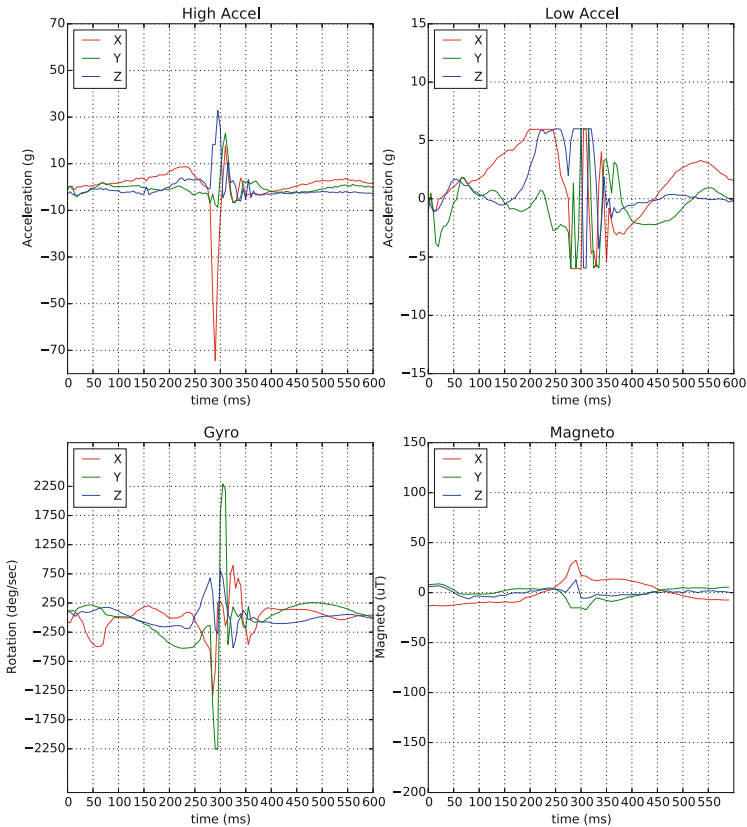 High Accel
X
Y
Z
70
50
30
10
−10
−30
−50
−70
Acceleration (g)
0 50 100 150 200 250 300 350 400 450 500 550 600
time (ms)
Low Accel
X
Y
Z
15
10
5
0
−5
−10
−15
Acceleration (g)
0 50 100 150 200 250 300 350 400 450 500 550 600
time (ms)
Gyro
X
Y
Z
2250
1750
1250
750
250
−250
−750
−1250
−1750
−2250
Rotation (deg/sec)
0 50 100 150 200 250 300 350 400 450 500 550 600
time (ms)
Magneto
X
Y
Z
150
100
50
0
−50
−100
−150
−200
Magneto (uT)
0 50 100 150 200 250 300 350 400 450 500 550
time (ms)